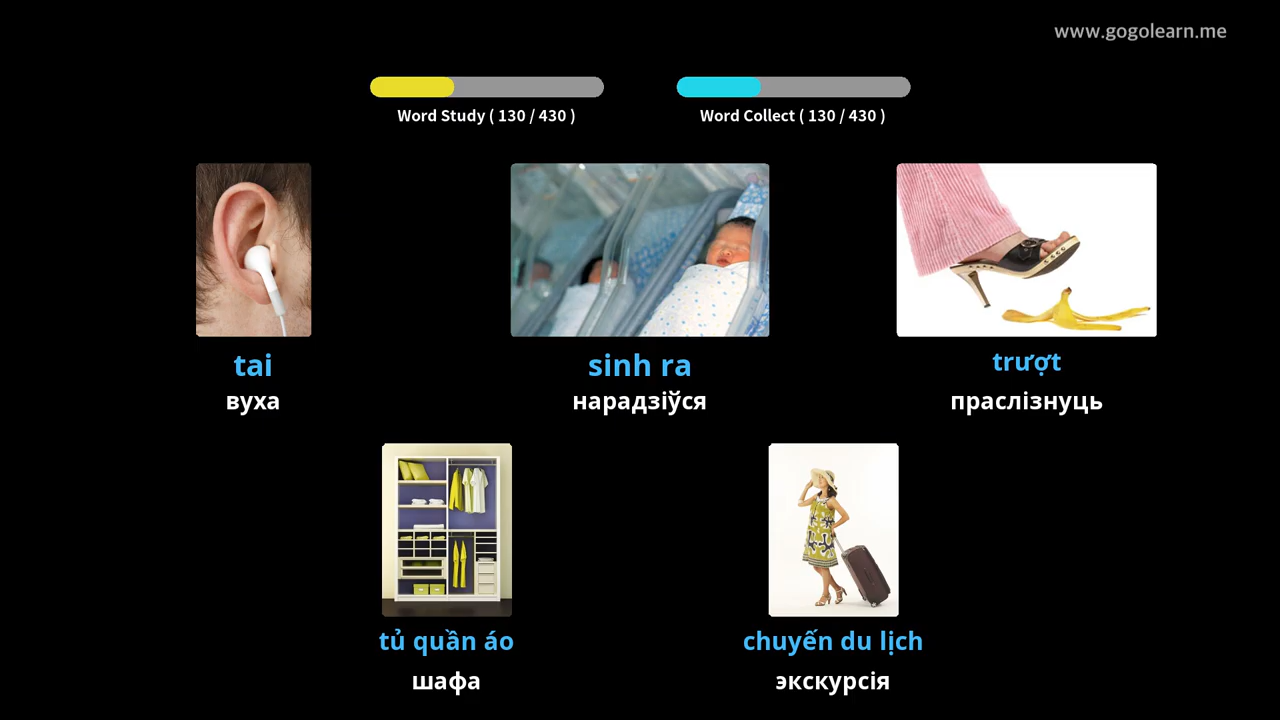 www.gogolearn.me
Word Study ( 130 / 430 )
Word Collect ( 130 / 430 )
tai
вуха
sinh ra
нарадзіўся
trượt
праслізнуць
tủ quần áo
шафа
chuyến du lịch
экскурсія